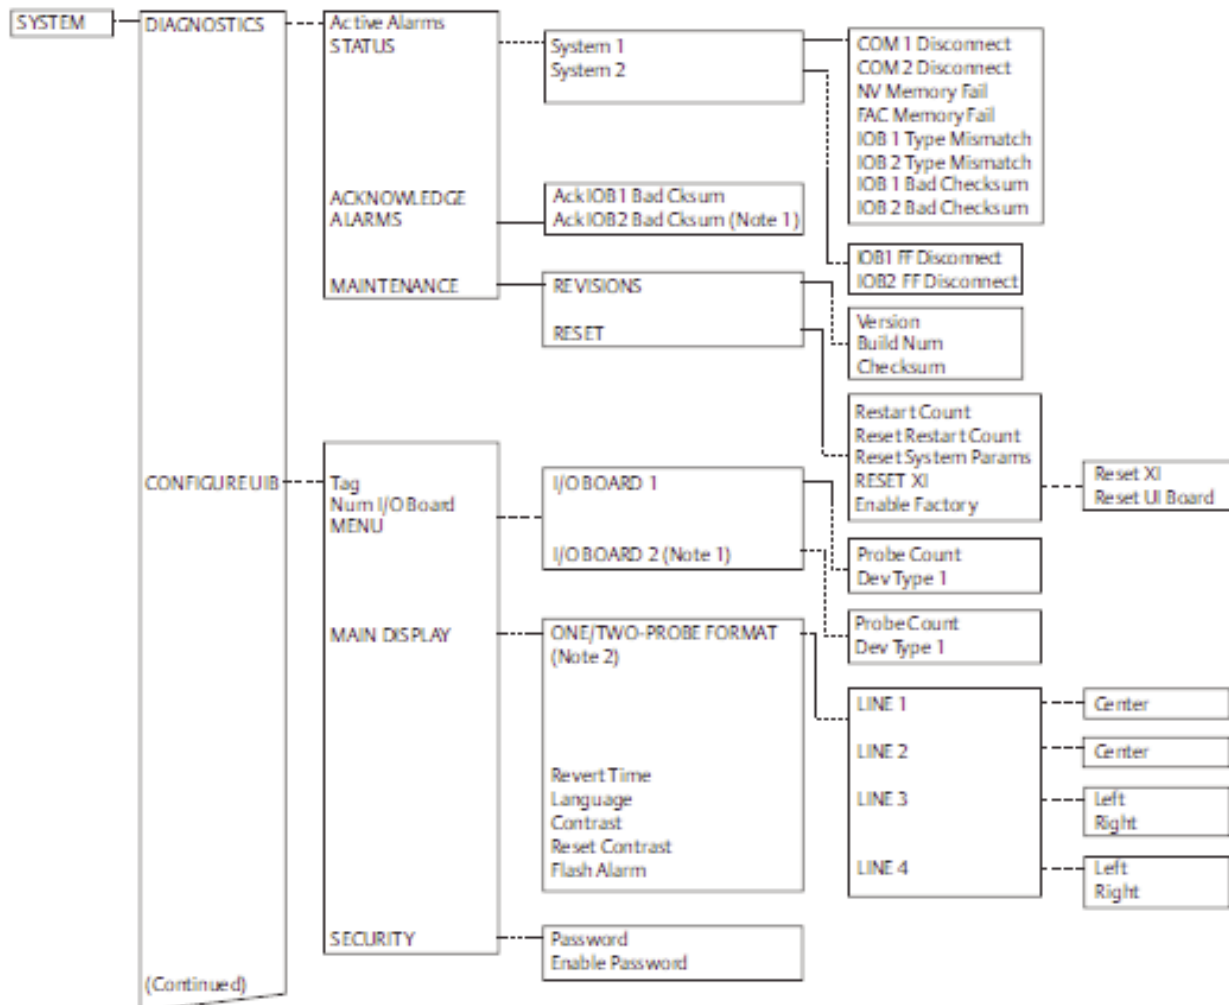 SYSTEM
DIAGNOSTICS
Active Alarms
STATUS
System 1
System 2
COM 1 Disconnect
COM 2 Disconnect
NV Memory Fail
FAC Memory Fail
IOB 1 Type Mismatch
IOB 2 Type Mismatch
IOB 1 Bad Checksum
IOB 2 Bad Checksum
IOB1 FF Disconnect
IOB2 FF Disconnect
ACKNOWLEDGE
ALARMS
Ack IOB1 Bad Cksum
Ack IOB2 Bad Cksum (Note 1)
MAINTENANCE
REVISIONS
RESET
Version
Build Num
Checksum
Restart Count
Reset Restart Count
Reset System Params
RESET XI
Enable Factory
Reset XI
Reset UI Board
CONFIGURE UIB
Tag
Num I/O Board
MENU
I/O BOARD 1
I/O BOARD 2 (Note 1)
Probe Count
Dev Type 1
Probe Count
Dev Type 1
MAIN DISPLAY
ONE/TWO-PROBE FORMAT
(Note 2)
Revert Time
Language
Contrast
Reset Contrast
Flash Alarm
LINE 1
Center
LINE 2
Center
LINE 3
Left
Right
LINE 4
Left
Right
SECURITY
Password
Enable Password
(Continued)